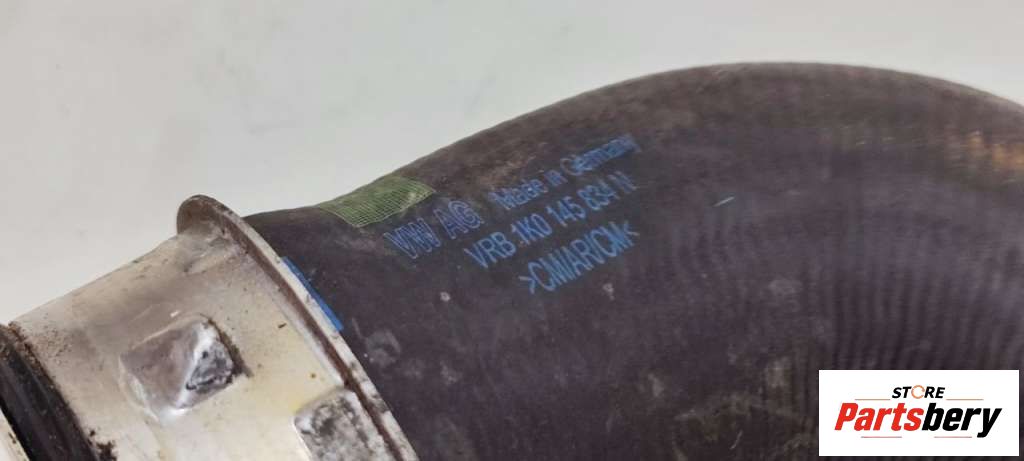 VW AG Made in Germany
VRB 1K0 145 834 N
>CM/AR/CM<
STORE
Partsbery